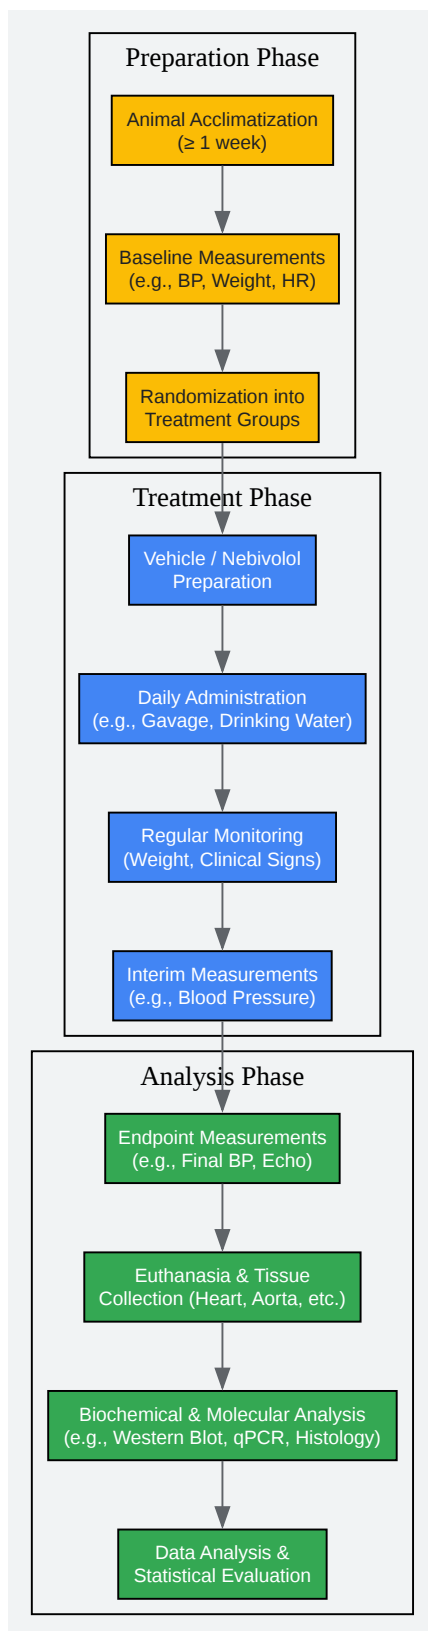 Preparation Phase
Animal Acclimatization
(≥ 1 week)
Baseline Measurements
(e.g., BP, Weight, HR)
Randomization into
Treatment Groups
Treatment Phase
Vehicle / Nebivolol
Preparation
Daily Administration
(e.g., Gavage, Drinking Water)
Regular Monitoring
(Weight, Clinical Signs)
Interim Measurements
(e.g., Blood Pressure)
Analysis Phase
Endpoint Measurements
(e.g., Final BP, Echo)
Euthanasia & Tissue
Collection (Heart, Aorta, etc.)
Biochemical & Molecular Analysis
(e.g., Western Blot, qPCR, Histology)
Data Analysis &
Statistical Evaluation